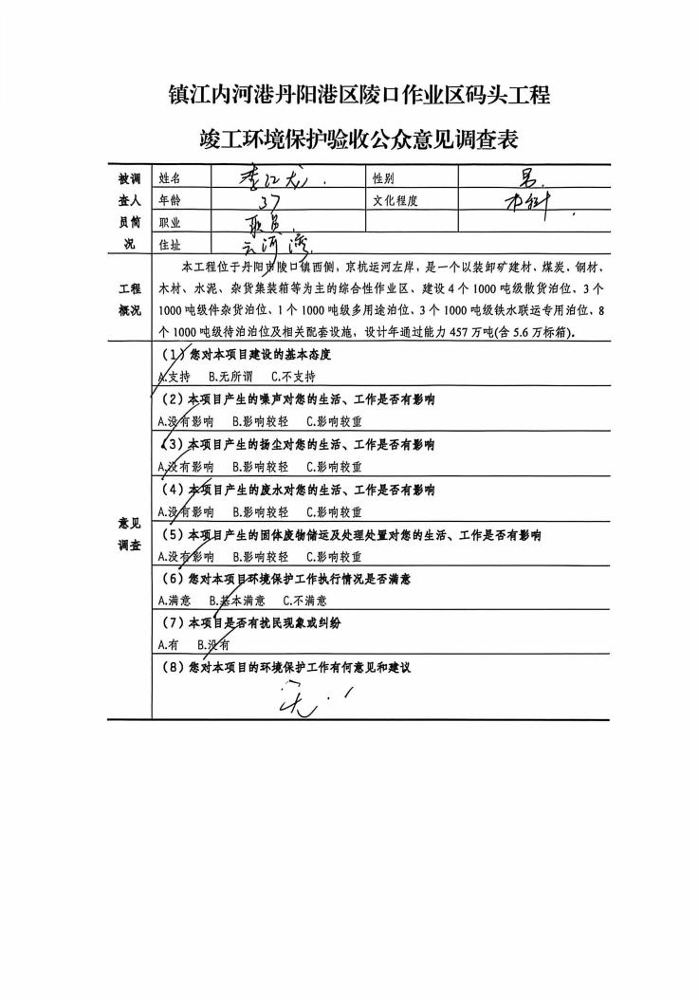 镇江内河港丹阳港区陵口作业区码头工程
竣工环境保护验收公众意见调查表
被调查人员简况
姓名 李江龙 性别 男
年龄 37 文化程度 本科
职业 职员
住址 云河湾
工程概况
本工程位于丹阳市陵口镇西侧，京杭运河左岸，是一个以装卸矿建材、煤炭、钢材、
木材、水泥、杂货集装箱等为主的综合性作业区、建设 4 个 1000 吨级散货泊位、3 个
1000 吨级件杂货泊位、1 个 1000 吨级多用途泊位、3 个 1000 吨级铁水联运专用泊位、8
个 1000 吨级待泊泊位及相关配套设施，设计年通过能力 457 万吨(含 5.6 万标箱)。
意见调查
（1）您对本项目建设的基本态度
A.支持 B.无所谓 C.不支持
（2）本项目产生的噪声对您的生活、工作是否有影响
A.没有影响 B.影响较轻 C.影响较重
（3）本项目产生的扬尘对您的生活、工作是否有影响
A.没有影响 B.影响较轻 C.影响较重
（4）本项目产生的废水对您的生活、工作是否有影响
A.没有影响 B.影响较轻 C.影响较重
（5）本项目产生的固体废物储运及处理处置对您的生活、工作是否有影响
A.没有影响 B.影响较轻 C.影响较重
（6）您对本项目环境保护工作执行情况是否满意
A.满意 B.基本满意 C.不满意
（7）本项目是否有扰民现象或纠纷
A.有 B.没有
（8）您对本项目的环境保护工作有何意见和建议
无